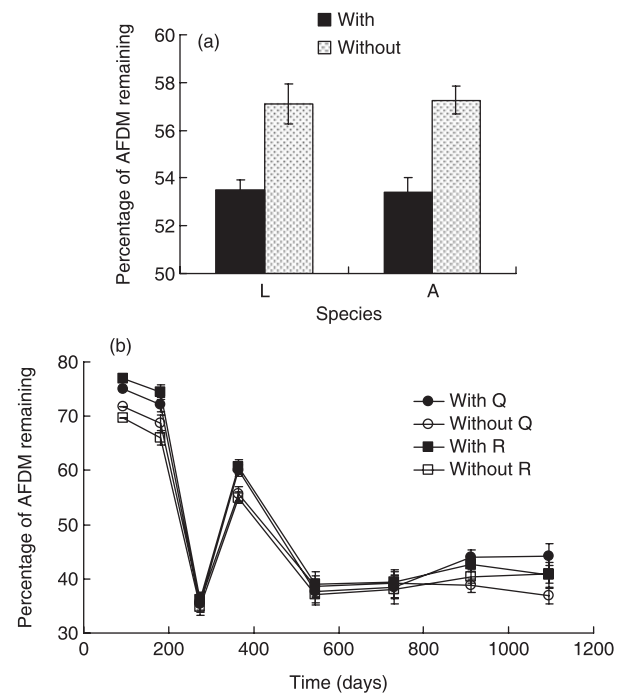 (a)
With
Without
Percentage of AFDM remaining
60
58
56
54
52
50
L
A
Species
(b)
Percentage of AFDM remaining
80
70
60
50
40
30
With Q
Without Q
With R
Without R
0
200
400
600
800
1000
1200
Time (days)